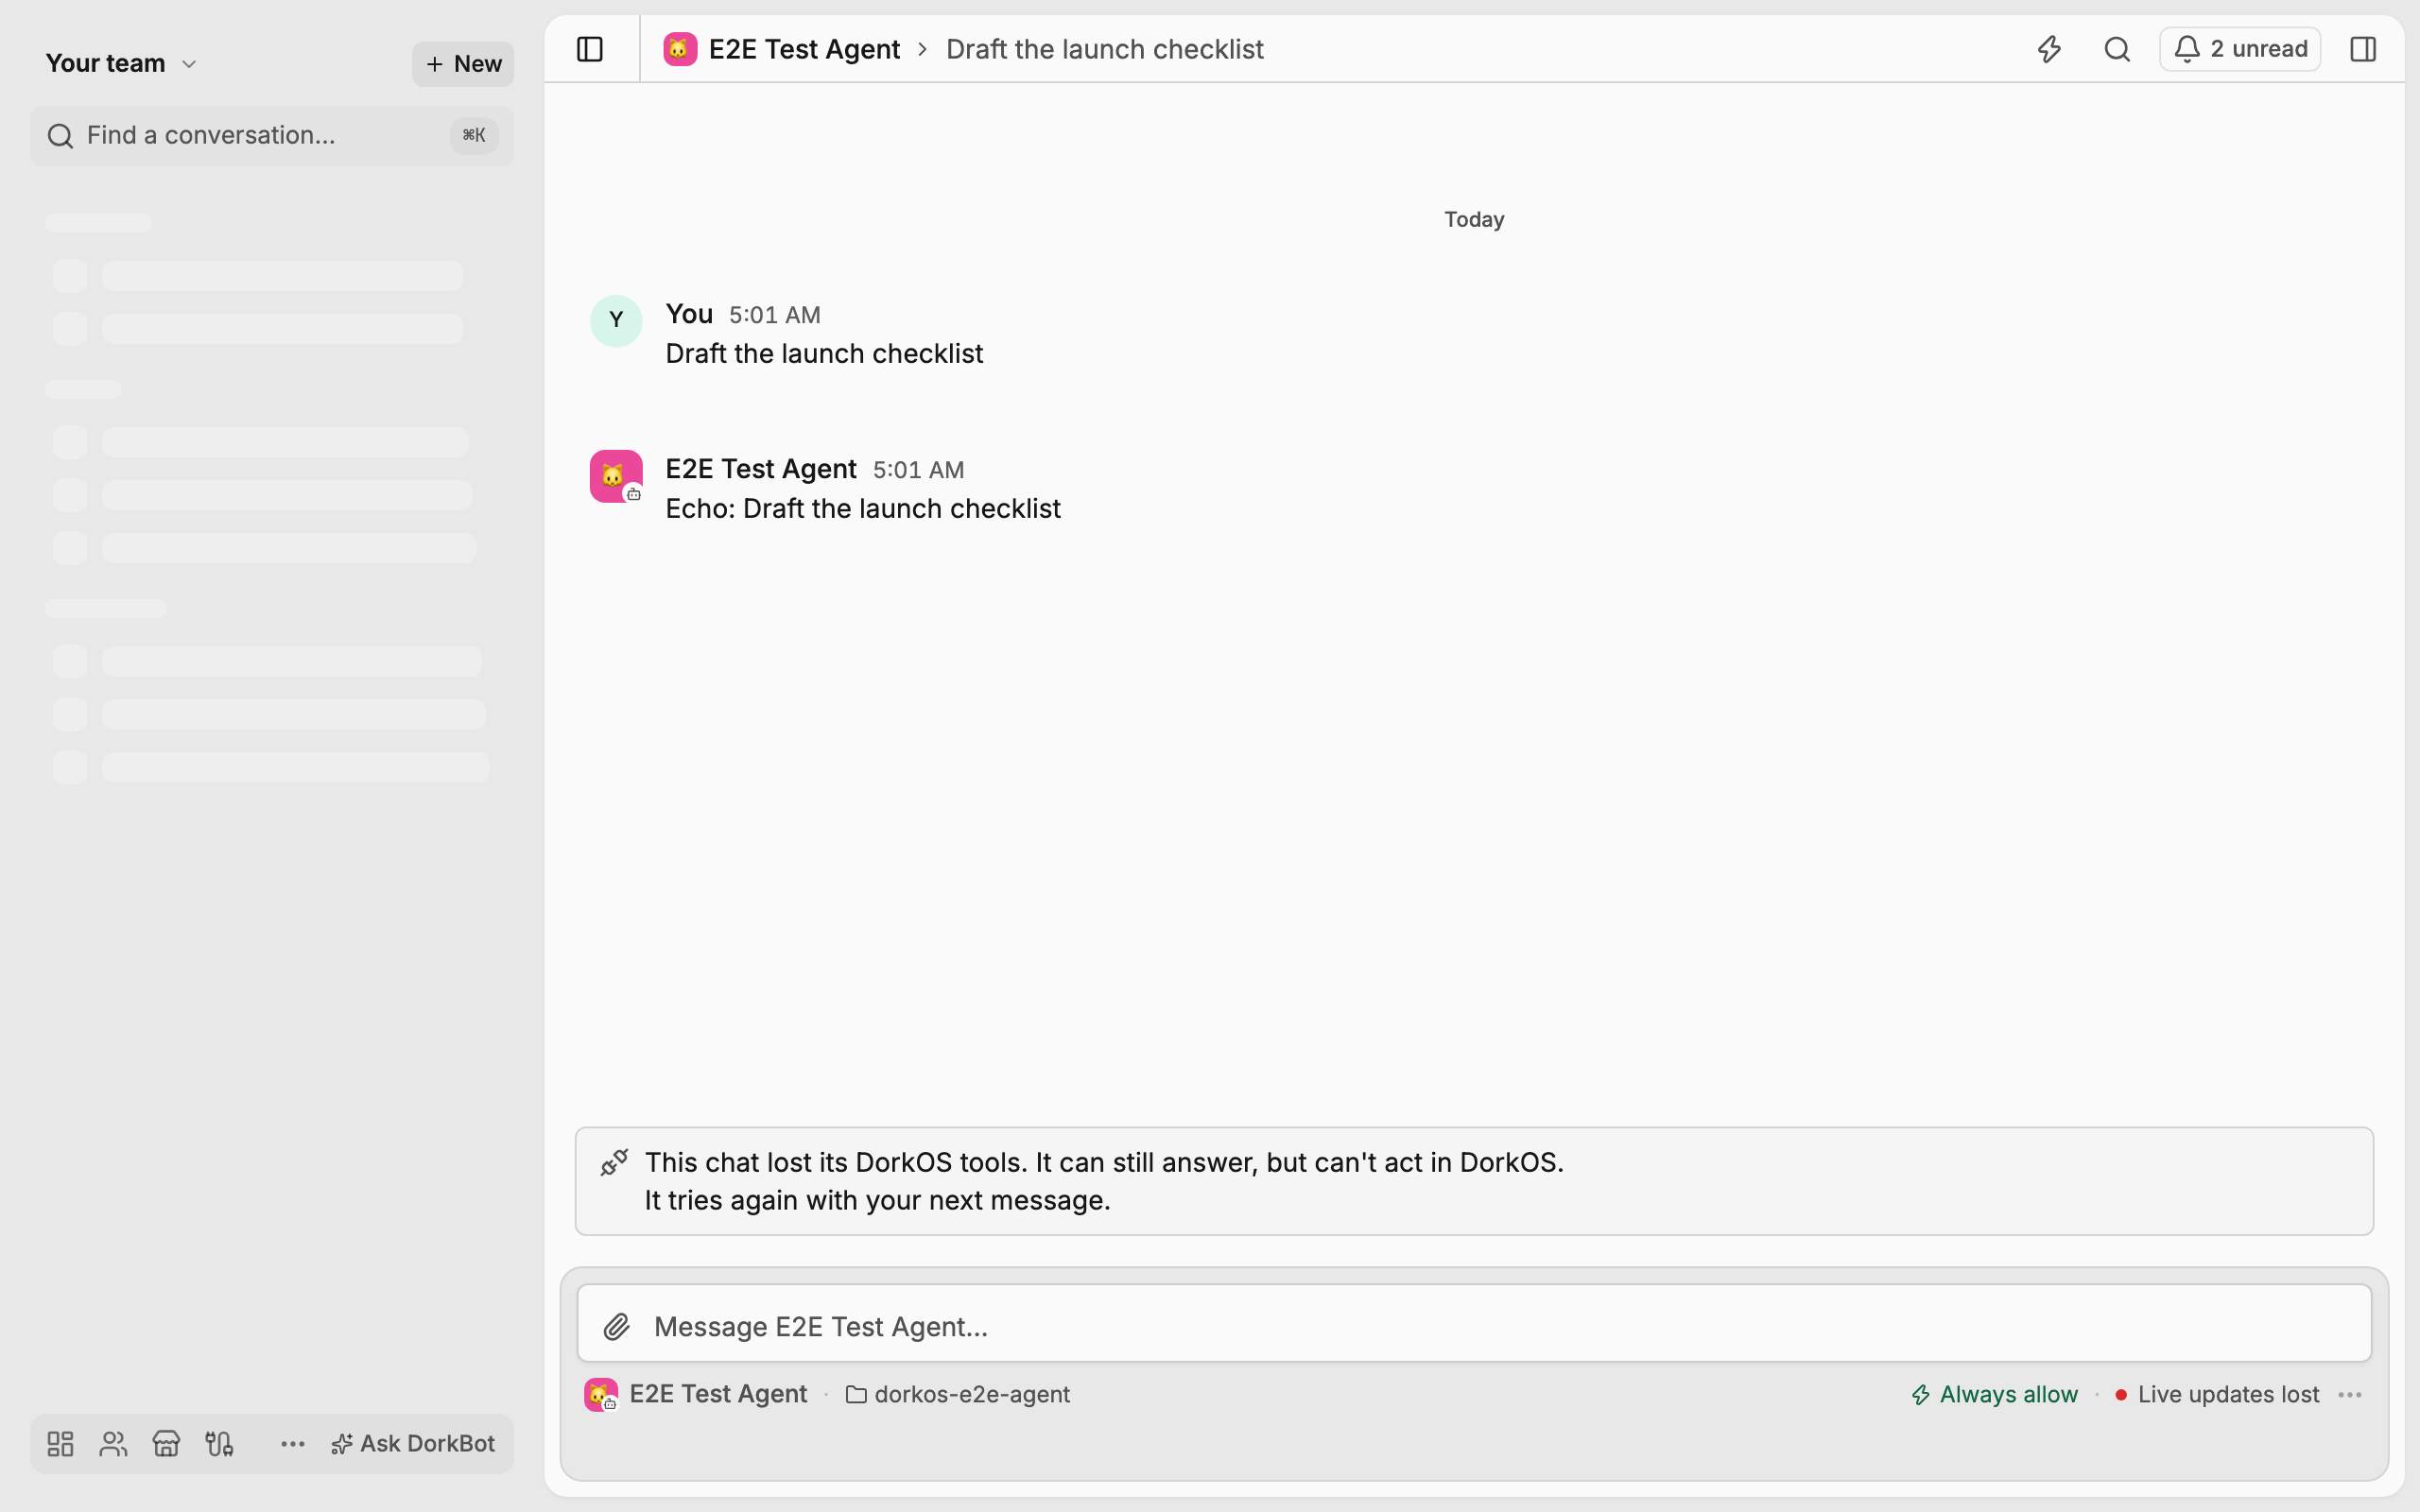 Your team
+ New
Find a conversation...
⌘K
E2E Test Agent > Draft the launch checklist
2 unread
Today
You 5:01 AM
Y
Draft the launch checklist
E2E Test Agent 5:01 AM
Echo: Draft the launch checklist
This chat lost its DorkOS tools. It can still answer, but can't act in DorkOS.
It tries again with your next message.
Message E2E Test Agent...
E2E Test Agent · dorkos-e2e-agent
Always allow · Live updates lost
Ask DorkBot